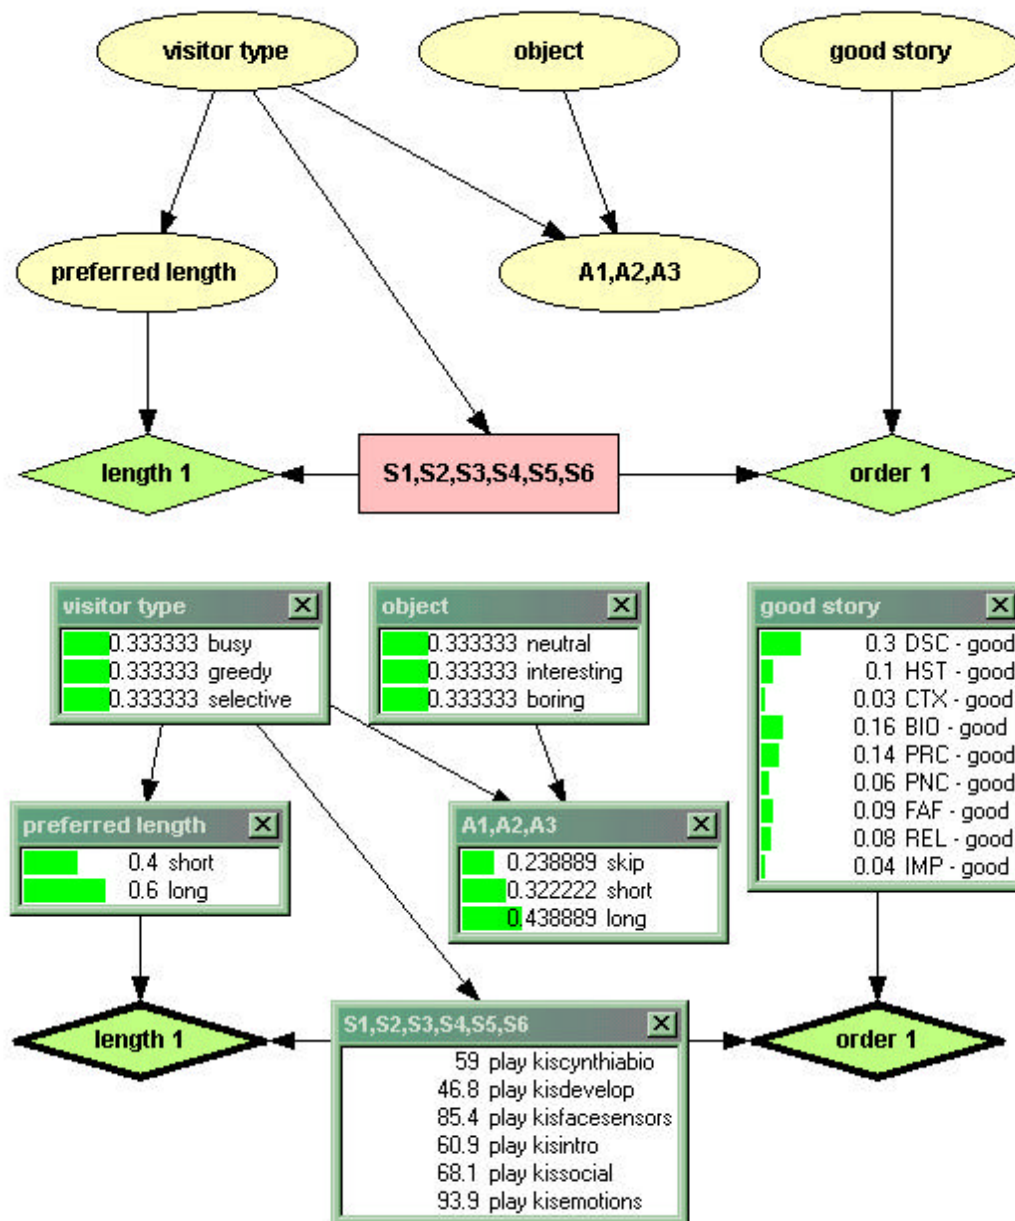 visitor type
object
good story
preferred length
A1,A2,A3
length 1
S1,S2,S3,S4,S5,S6
order 1
visitor type
0.333333 busy
0.333333 greedy
0.333333 selective
object
0.333333 neutral
0.333333 interesting
0.333333 boring
good story
0.3 DSC - good
0.1 HST - good
0.03 CTX - good
0.16 BIO - good
0.14 PRC - good
0.06 PNC - good
0.09 FAF - good
0.08 REL - good
0.04 IMP - good
preferred length
0.4 short
0.6 long
A1,A2,A3
0.238889 skip
0.322222 short
0.438889 long
length 1
S1,S2,S3,S4,S5,S6
59 play kiscynthiabio
46.8 play kisdevelop
85.4 play kisfacesensors
60.9 play kisintro
68.1 play kissocial
93.9 play kisemotions
order 1